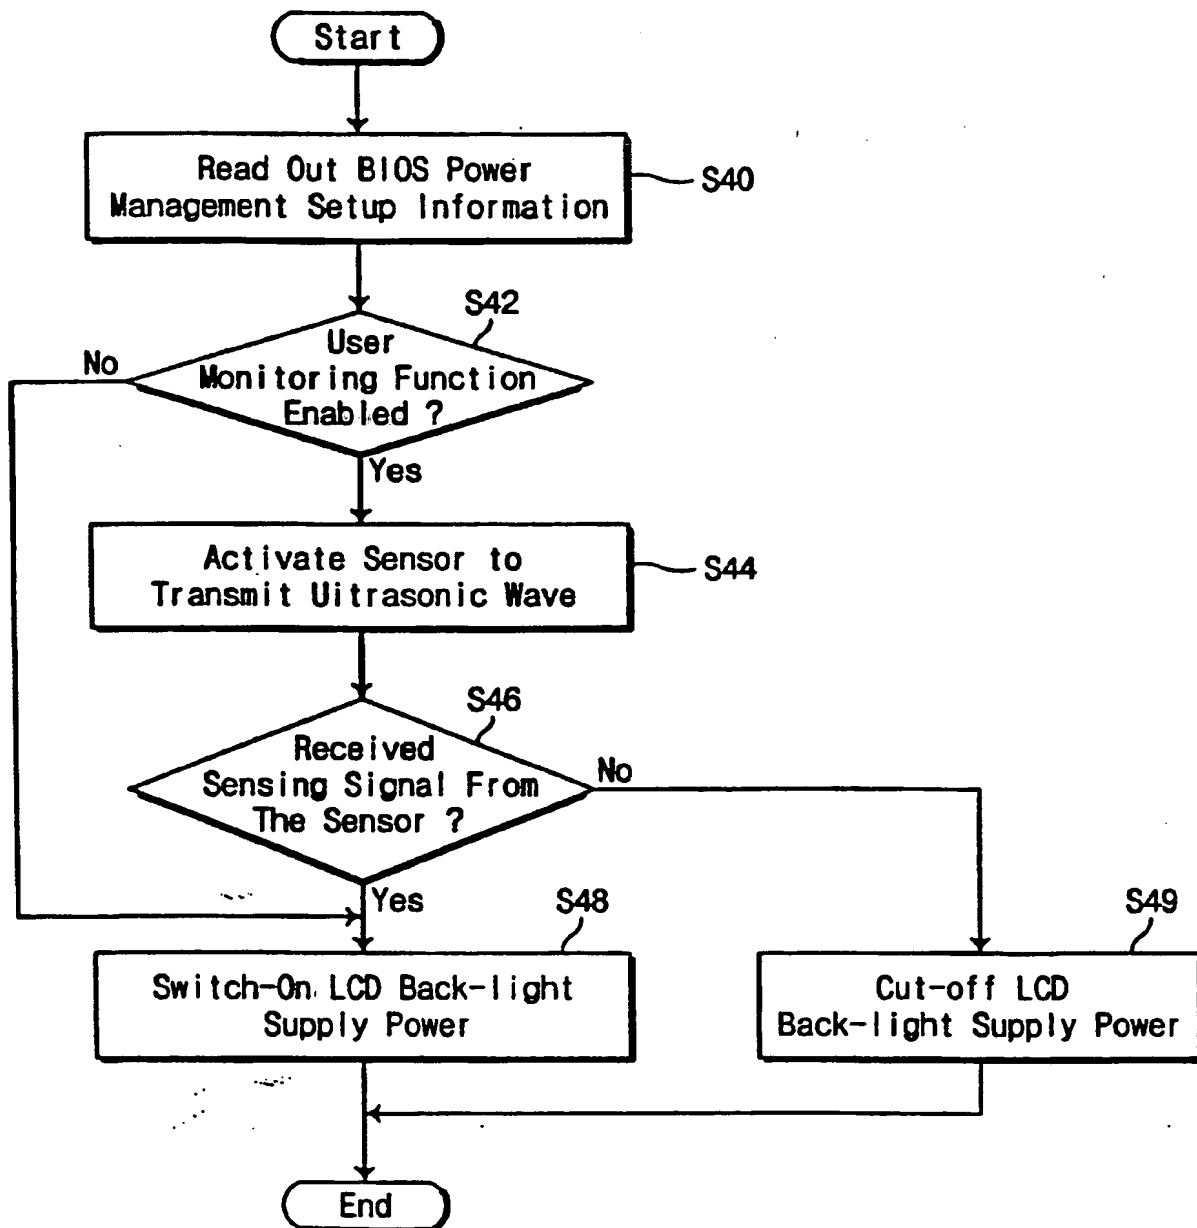 Start
Read Out BIOS Power
Management Setup Information
S40
S42
User
Monitoring Function
Enabled ?
No
Yes
Activate Sensor to
Transmit Uitrasonic Wave
S44
S46
Received
Sensing Signal From
The Sensor ?
No
Yes
S48
Switch-On LCD Back-light
Supply Power
S49
Cut-off LCD
Back-light Supply Power
End